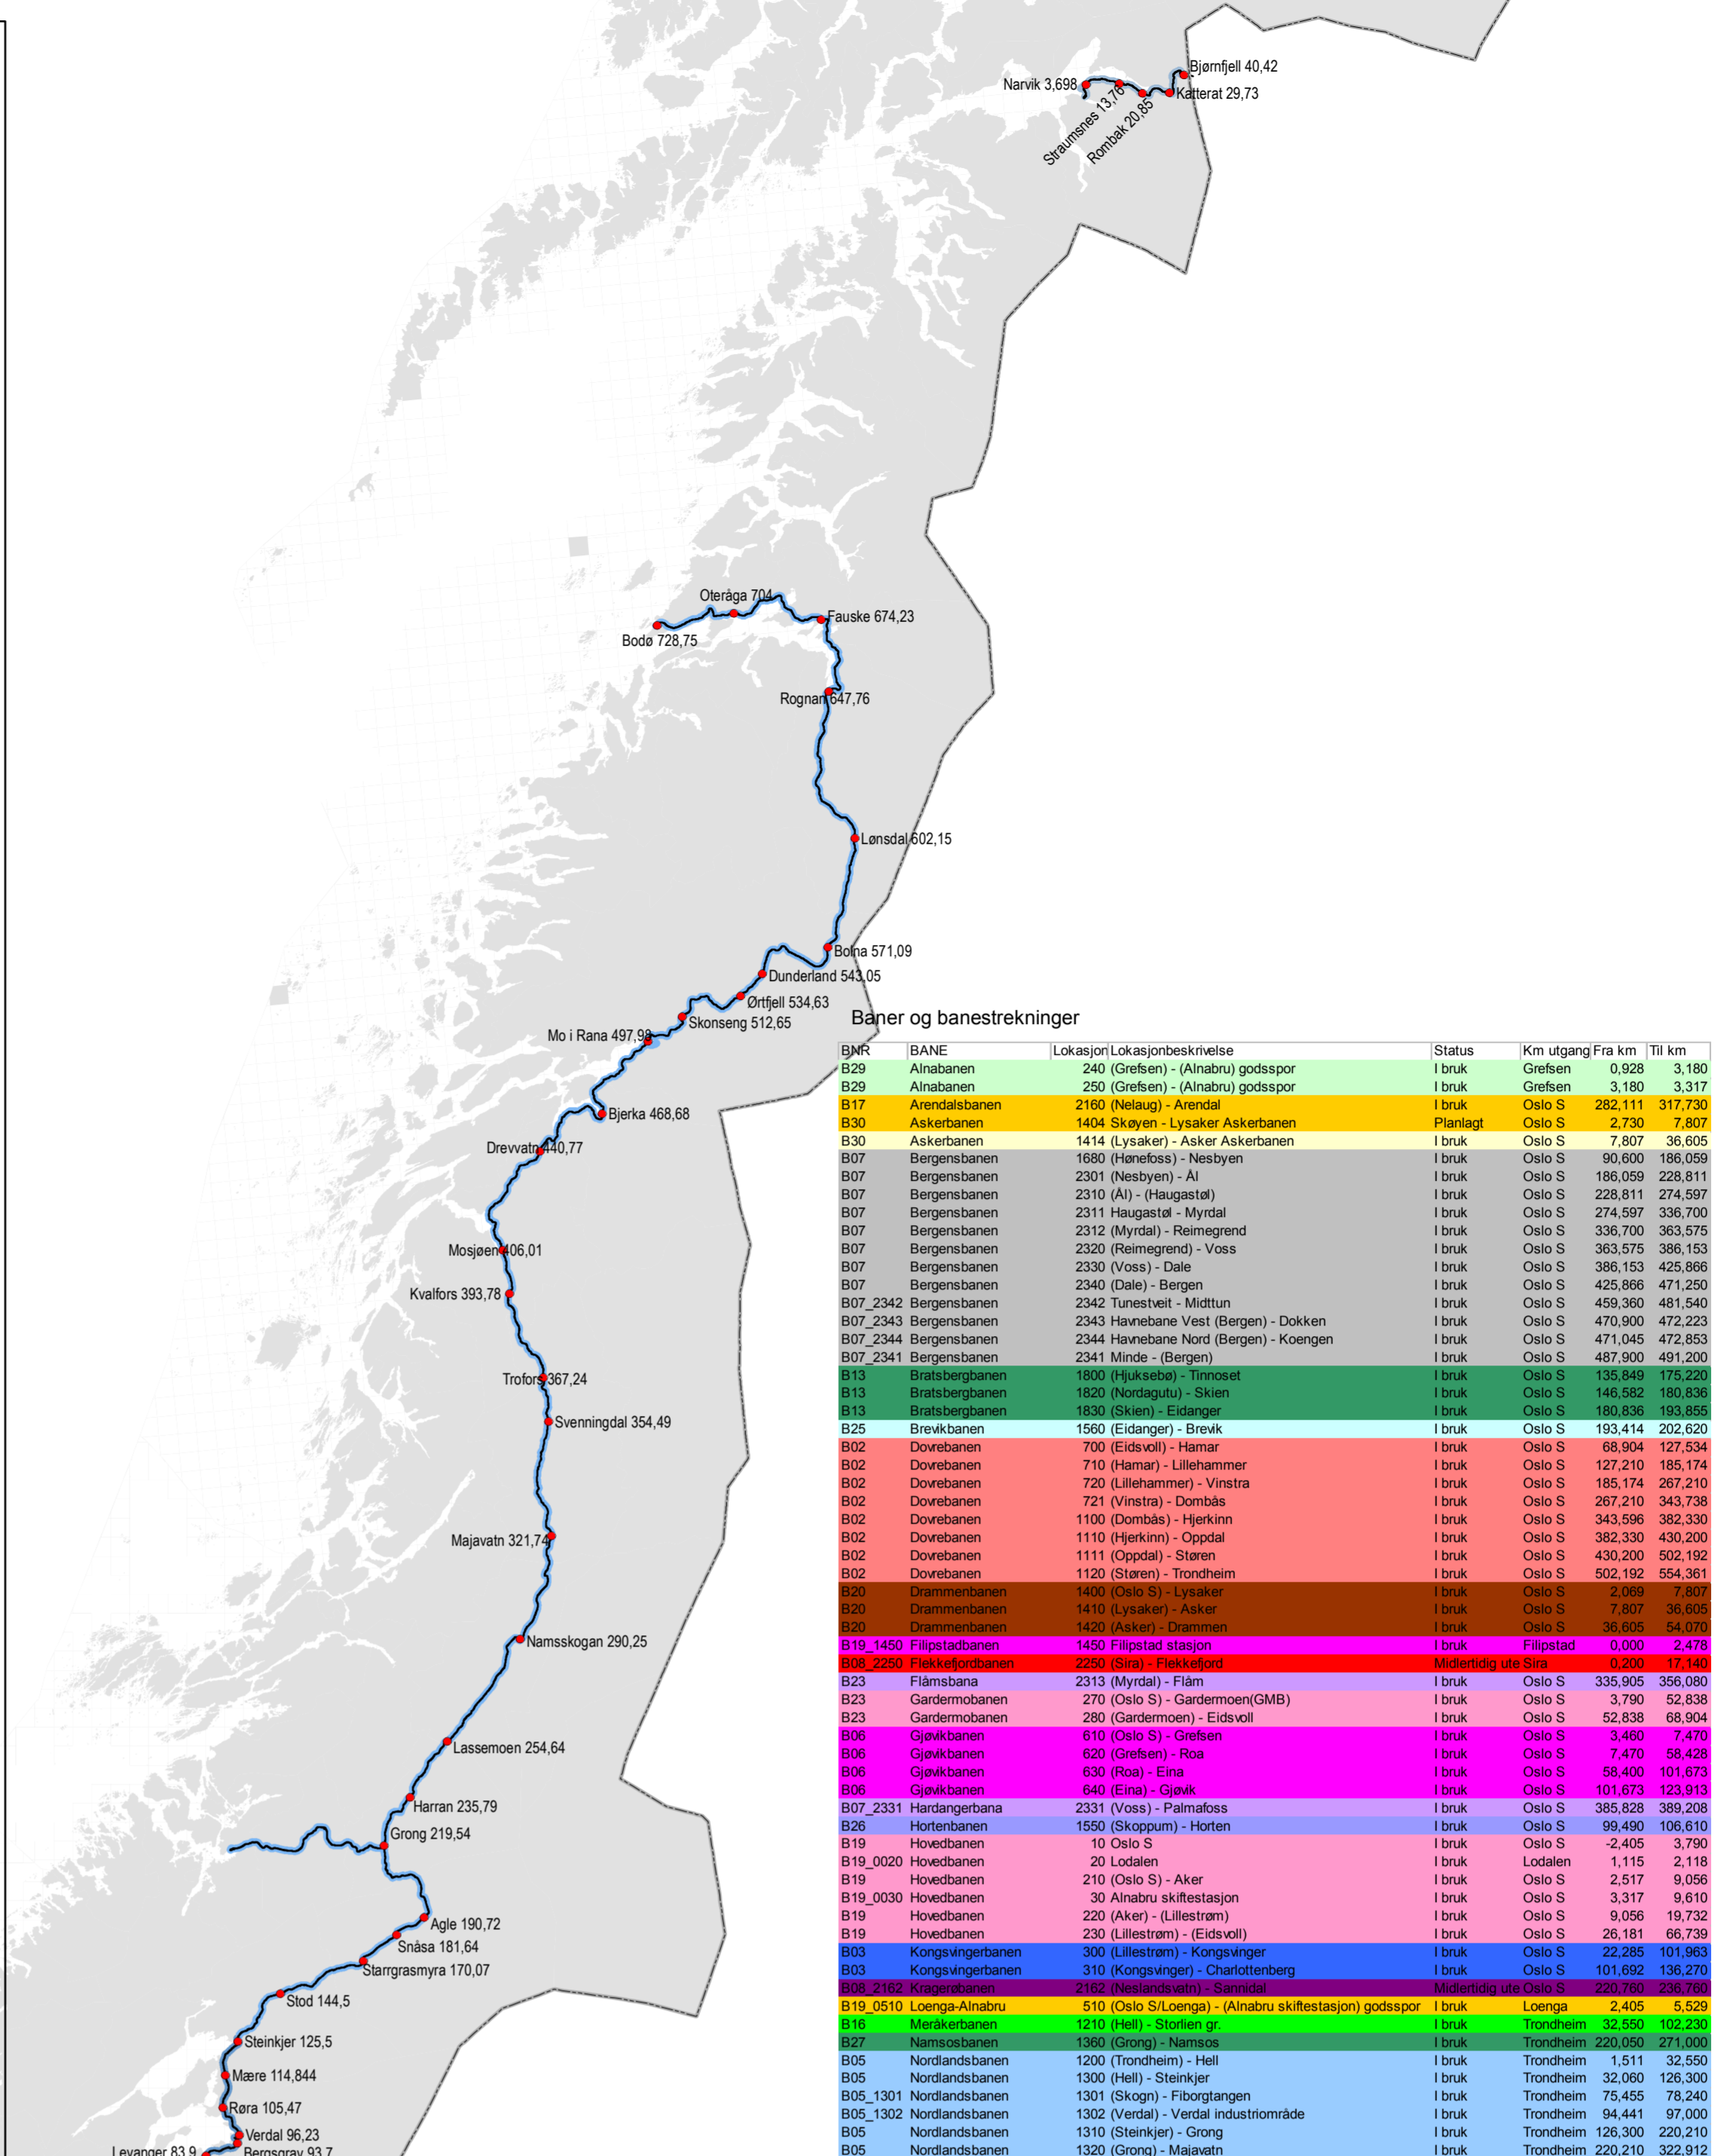 Bjørnfjell 40,42
Narvik 3,698
Katterat 29,73
Straumsnes 13,76
Rombak 20,85
Oteråga 704
Fauske 674,23
Bodø 728,75
Rognan 647,76
Lønsdal 602,15
Bolna 571,09
Dunderland 543,05
Ørtfjell 534,63
Skonseng 512,65
Mo i Rana 497,98
Bjerka 468,68
Drevvatn 440,77
Mosjøen 406,01
Kvalfors 393,78
Trofors 367,24
Svenningdal 354,49
Majavatn 321,74
Namsskogan 290,25
Lassemoen 254,64
Harran 235,79
Grong 219,54
Agle 190,72
Snåsa 181,64
Starrgrasmyra 170,07
Stod 144,5
Steinkjer 125,5
Mære 114,844
Røra 105,47
Verdal 96,23
Levanger 83,9
Bergsgrav 93,7
Baner og banestrekninger
BNR BANE Lokasjon Lokasjonbeskrivelse Status Km utgang Fra km Til km
B29 Alnabanen 240 (Grefsen) - (Alnabru) godsspor I bruk Grefsen 0,928 3,180
B29 Alnabanen 250 (Grefsen) - (Alnabru) godsspor I bruk Grefsen 3,180 3,317
B17 Arendalsbanen 2160 (Nelaug) - Arendal I bruk Oslo S 282,111 317,730
B30 Askerbanen 1404 Skøyen - Lysaker Askerbanen Planlagt Oslo S 2,730 7,807
B30 Askerbanen 1414 (Lysaker) - Asker Askerbanen I bruk Oslo S 7,807 36,605
B07 Bergensbanen 1680 (Hønefoss) - Nesbyen I bruk Oslo S 90,600 186,059
B07 Bergensbanen 2301 (Nesbyen) - Ål I bruk Oslo S 186,059 228,811
B07 Bergensbanen 2310 (Ål) - (Haugastøl) I bruk Oslo S 228,811 274,597
B07 Bergensbanen 2311 Haugastøl - Myrdal I bruk Oslo S 274,597 336,700
B07 Bergensbanen 2312 (Myrdal) - Reimegrend I bruk Oslo S 336,700 363,575
B07 Bergensbanen 2320 (Reimegrend) - Voss I bruk Oslo S 363,575 386,153
B07 Bergensbanen 2330 (Voss) - Dale I bruk Oslo S 386,153 425,866
B07 Bergensbanen 2340 (Dale) - Bergen I bruk Oslo S 425,866 471,250
B07_2342 Bergensbanen 2342 Tunestveit - Midttun I bruk Oslo S 459,360 481,540
B07_2343 Bergensbanen 2343 Havnebane Vest (Bergen) - Dokken I bruk Oslo S 470,900 472,223
B07_2344 Bergensbanen 2344 Havnebane Nord (Bergen) - Koengen I bruk Oslo S 471,045 472,853
B07_2341 Bergensbanen 2341 Minde - (Bergen) I bruk Oslo S 487,900 491,200
B13 Bratsbergbanen 1800 (Hjuksebø) - Tinnoset I bruk Oslo S 135,849 175,220
B13 Bratsbergbanen 1820 (Nordagutu) - Skien I bruk Oslo S 146,582 180,836
B13 Bratsbergbanen 1830 (Skien) - Eidanger I bruk Oslo S 180,836 193,855
B25 Brevikbanen 1560 (Eidanger) - Brevik I bruk Oslo S 193,414 202,620
B02 Dovrebanen 700 (Eidsvoll) - Hamar I bruk Oslo S 68,904 127,534
B02 Dovrebanen 710 (Hamar) - Lillehammer I bruk Oslo S 127,210 185,174
B02 Dovrebanen 720 (Lillehammer) - Vinstra I bruk Oslo S 185,174 267,210
B02 Dovrebanen 721 (Vinstra) - Dombås I bruk Oslo S 267,210 343,738
B02 Dovrebanen 1100 (Dombås) - Hjerkinn I bruk Oslo S 343,596 382,330
B02 Dovrebanen 1110 (Hjerkinn) - Oppdal I bruk Oslo S 382,330 430,200
B02 Dovrebanen 1111 (Oppdal) - Støren I bruk Oslo S 430,200 502,192
B02 Dovrebanen 1120 (Støren) - Trondheim I bruk Oslo S 502,192 554,361
B20 Drammenbanen 1400 (Oslo S) - Lysaker I bruk Oslo S 2,069 7,807
B20 Drammenbanen 1410 (Lysaker) - Asker I bruk Oslo S 7,807 36,605
B20 Drammenbanen 1420 (Asker) - Drammen I bruk Oslo S 36,605 54,070
B19_1450 Filipstadbanen 1450 Filipstad stasjon I bruk Filipstad 0,000 2,478
B08_2250 Flekkefjordbanen 2250 (Sira) - Flekkefjord Midlertidig ute Sira 0,200 17,140
B23 Flåmsbana 2313 (Myrdal) - Flåm I bruk Oslo S 335,905 356,080
B23 Gardermobanen 270 (Oslo S) - Gardermoen(GMB) I bruk Oslo S 3,790 52,838
B23 Gardermobanen 280 (Gardermoen) - Eidsvoll I bruk Oslo S 52,838 68,904
B06 Gjøvikbanen 610 (Oslo S) - Grefsen I bruk Oslo S 3,460 7,470
B06 Gjøvikbanen 620 (Grefsen) - Roa I bruk Oslo S 7,470 58,428
B06 Gjøvikbanen 630 (Roa) - Eina I bruk Oslo S 58,400 101,673
B06 Gjøvikbanen 640 (Eina) - Gjøvik I bruk Oslo S 101,673 123,913
B07_2331 Hardangerbana 2331 (Voss) - Palmafoss I bruk Oslo S 385,828 389,208
B26 Hortenbanen 1550 (Skoppum) - Horten I bruk Oslo S 99,490 106,610
B19 Hovedbanen 10 Oslo S I bruk Oslo S -2,405 3,790
B19_0020 Hovedbanen 20 Lodalen I bruk Lodalen 1,115 2,118
B19 Hovedbanen 210 (Oslo S) - Aker I bruk Oslo S 2,517 9,056
B19_0030 Hovedbanen 30 Alnabru skiftestasjon I bruk Oslo S 3,317 9,610
B19 Hovedbanen 220 (Aker) - (Lillestrøm) I bruk Oslo S 9,056 19,732
B19 Hovedbanen 230 (Lillestrøm) - (Eidsvoll) I bruk Oslo S 26,181 66,739
B03 Kongsvingerbanen 300 (Lillestrøm) - Kongsvinger I bruk Oslo S 22,285 101,963
B03 Kongsvingerbanen 310 (Kongsvinger) - Charlottenberg I bruk Oslo S 101,692 136,270
B08_2162 Kragerøbanen 2162 (Neslandsvatn) - Sannidal Midlertidig ute Oslo S 220,760 236,760
B19_0510 Loenga-Alnabru 510 (Oslo S/Loenga) - (Alnabru skiftestasjon) godsspor I bruk Loenga 2,405 5,529
B16 Meråkerbanen 1210 (Hell) - Storlien gr. I bruk Trondheim 32,550 102,230
B27 Namsosbanen 1360 (Grong) - Namsos I bruk Trondheim 220,050 271,000
B05 Nordlandsbanen 1200 (Trondheim) - Hell I bruk Trondheim 1,511 32,550
B05 Nordlandsbanen 1300 (Hell) - Steinkjer I bruk Trondheim 32,060 126,300
B05_1301 Nordlandsbanen 1301 (Skogn) - Fiborgtangen I bruk Trondheim 75,455 78,240
B05_1302 Nordlandsbanen 1302 (Verdal) - Verdal industriområde I bruk Trondheim 94,441 97,000
B05 Nordlandsbanen 1310 (Steinkjer) - Grong I bruk Trondheim 126,300 220,210
B05 Nordlandsbanen 1320 (Grong) - Majavatn I bruk Trondheim 220,210 322,912